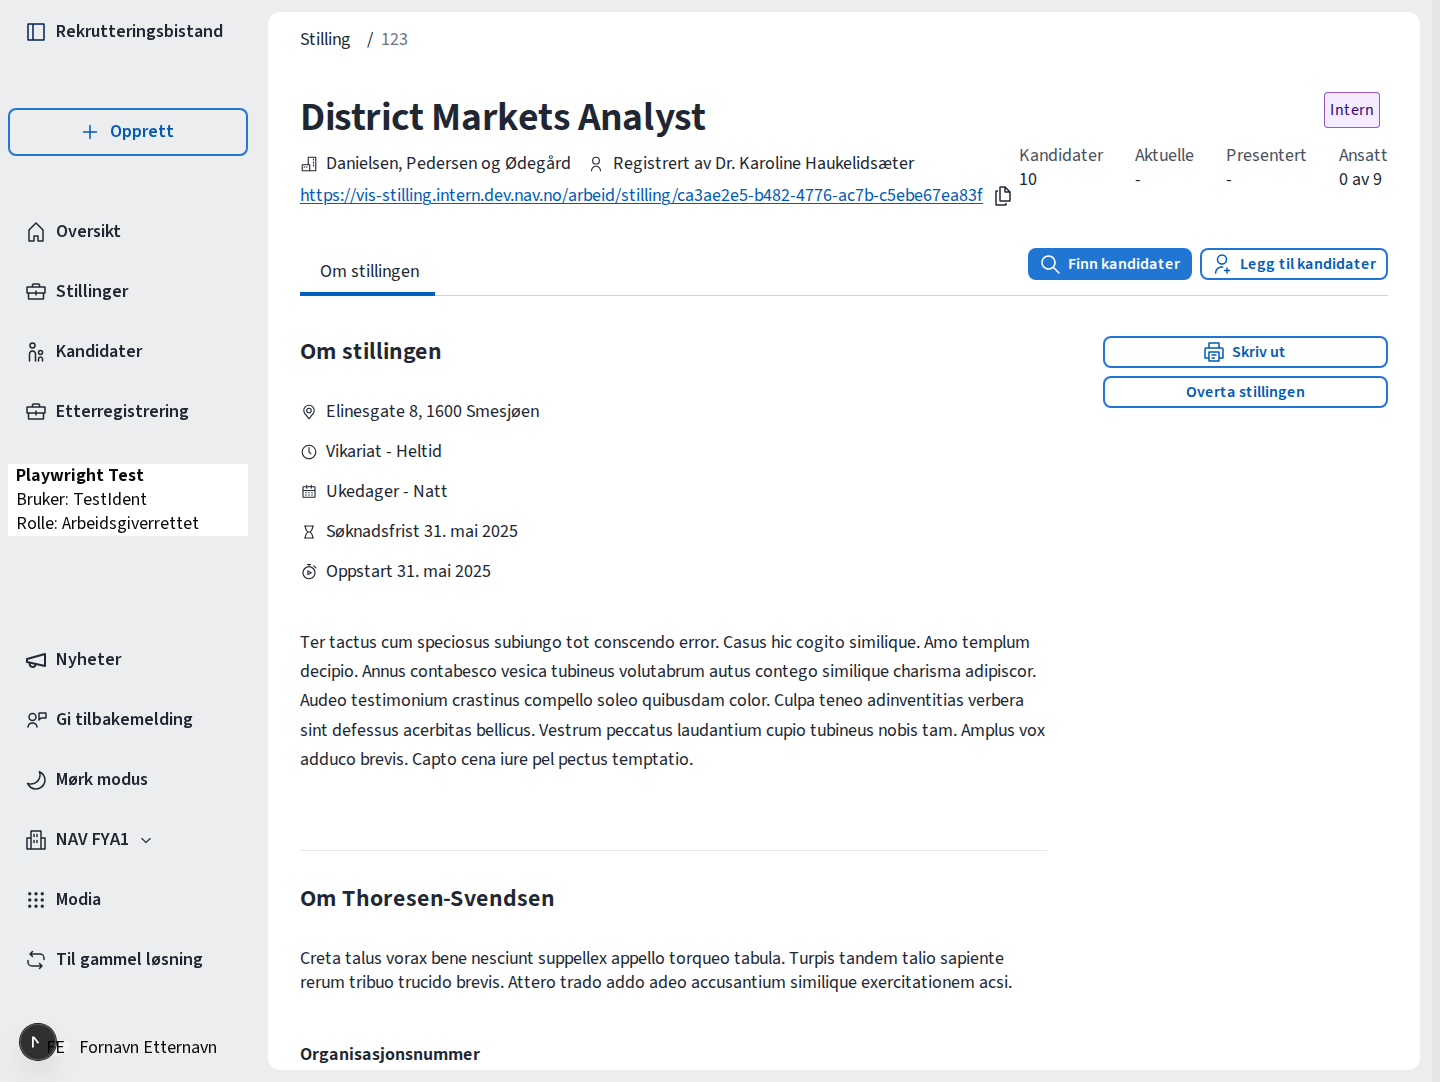 Rekrutteringsbistand
Opprett
Oversikt
Stillinger
Kandidater
Etterregistrering
Playwright Test
Bruker: TestIdent
Rolle: Arbeidsgiverrettet
Nyheter
Gi tilbakemelding
Mørk modus
NAV FYA1
Modia
Til gammel løsning
FE Fornavn Etternavn
Stilling / 123
District Markets Analyst
Intern
Danielsen, Pedersen og Ødegård Registrert av Dr. Karoline Haukelidsæter
https://vis-stilling.intern.dev.nav.no/arbeid/stilling/ca3ae2e5-b482-4776-ac7b-c5ebe67ea83f
Kandidater Aktuelle Presentert Ansatt
10 - - 0 av 9
Om stillingen
Finn kandidater Legg til kandidater
Om stillingen
Skriv ut
Overta stillingen
Elinesgate 8, 1600 Smesjøen
Vikariat - Heltid
Ukedager - Natt
Søknadsfrist 31. mai 2025
Oppstart 31. mai 2025
Ter tactus cum speciosus subiungo tot conscendo error. Casus hic cogito similique. Amo templum
decipio. Annus contabesco vesica tubineus volutabrum autus contego similique charisma adipiscor.
Audeo testimonium crastinus compello soleo quibusdam color. Culpa teneo adinventitias verbera
sint defessus acerbitas bellicus. Vestrum peccatus laudantium cupio tubineus nobis tam. Amplus vox
adduco brevis. Capto cena iure pel pectus temptatio.
Om Thoresen-Svendsen
Creta talus vorax bene nesciunt suppellex appello torqueo tabula. Turpis tandem talio sapiente
rerum tribuo trucido brevis. Attero trado addo adeo accusantium similique exercitationem acsi.
Organisasjonsnummer